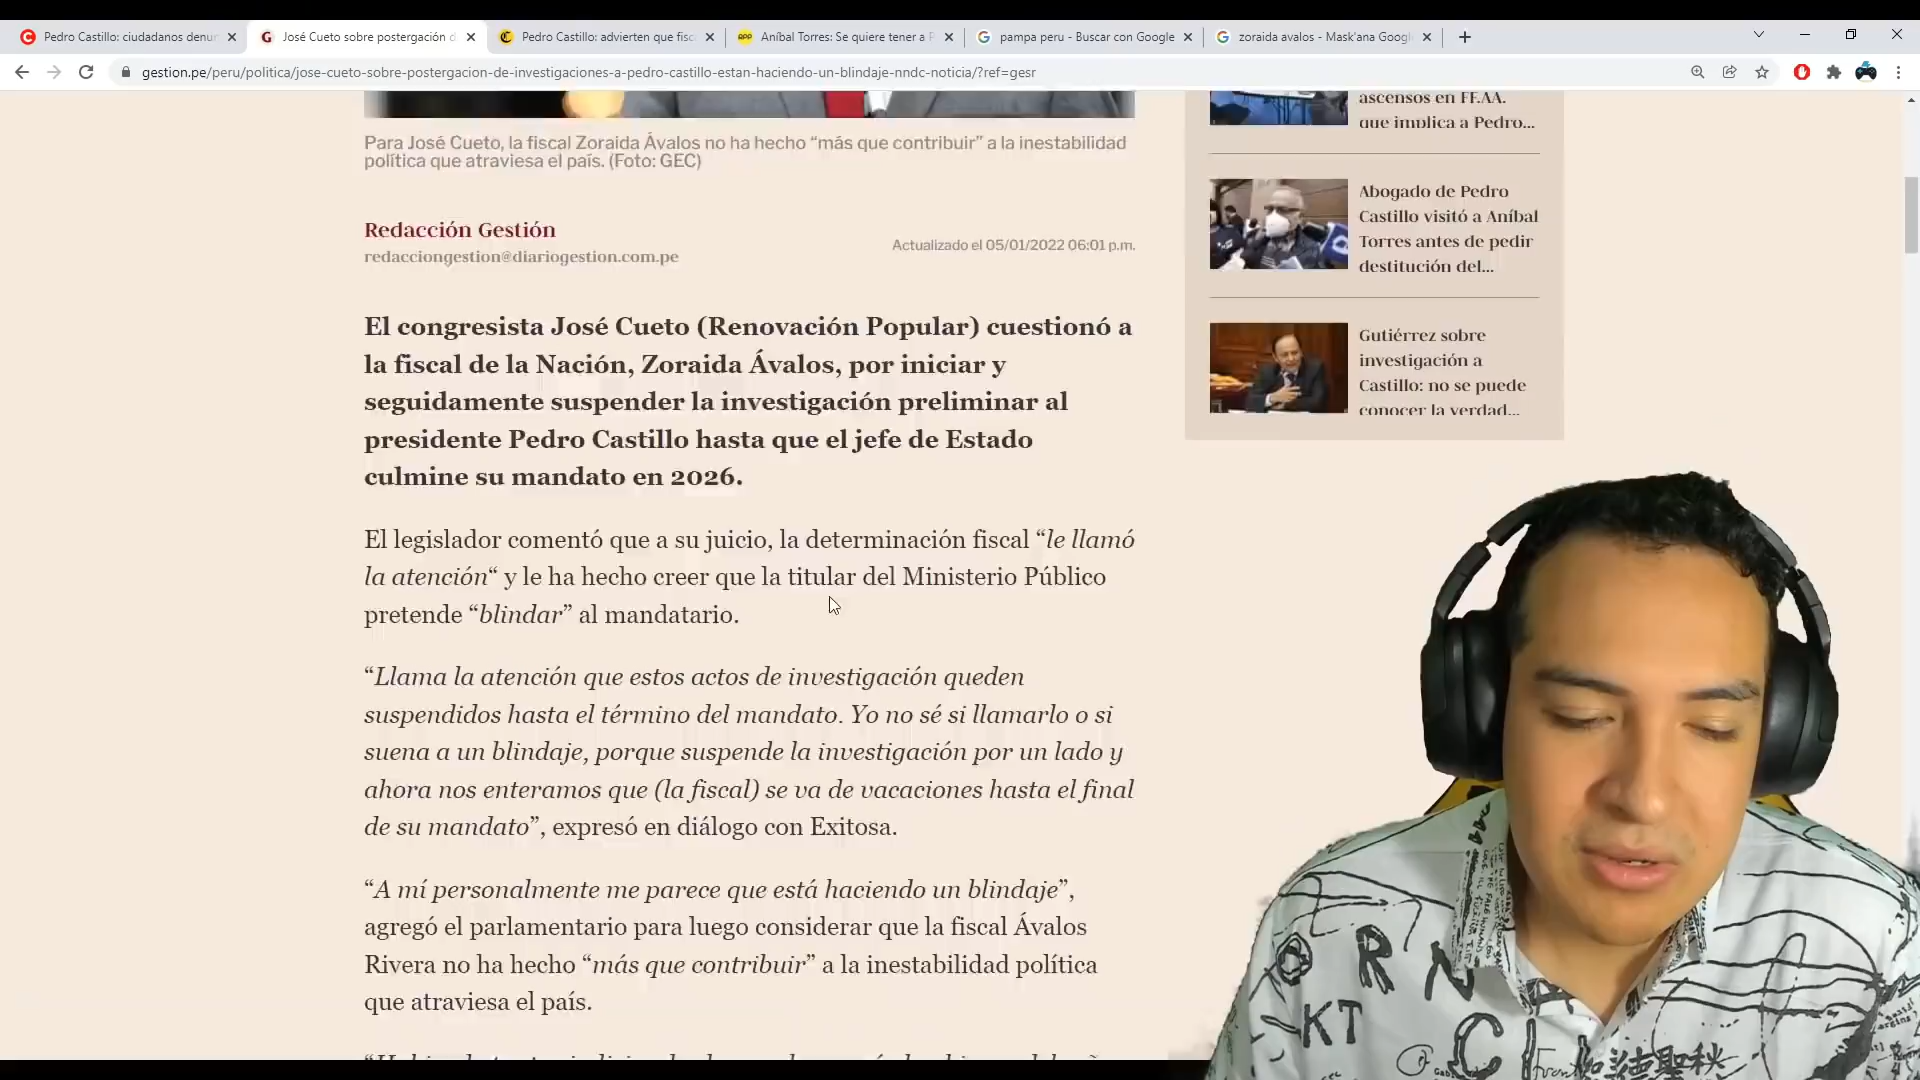 Pedro Castillo: ciudadanos denun
José Cueto sobre postergación d
Pedro Castillo: advierten que fisc
Aníbal Torres: Se quiere tener a P
pampa peru - Buscar con Google
zoraida avalos - Mask'ana Googl
gestion.pe/peru/politica/jose-cueto-sobre-postergacion-de-investigaciones-a-pedro-castillo-estan-haciendo-un-blindaje-nndc-noticia/?ref=gesr
Para José Cueto, la fiscal Zoraida Ávalos no ha hecho “más que contribuir” a la inestabilidad
política que atraviesa el país. (Foto: GEC)
Redacción Gestión
redacciongestion@diariogestion.com.pe
Actualizado el 05/01/2022 06:01 p.m.
El congresista José Cueto (Renovación Popular) cuestionó a
la fiscal de la Nación, Zoraida Ávalos, por iniciar y
seguidamente suspender la investigación preliminar al
presidente Pedro Castillo hasta que el jefe de Estado
culmine su mandato en 2026.
El legislador comentó que a su juicio, la determinación fiscal “le llamó
la atención“ y le ha hecho creer que la titular del Ministerio Público
pretende “blindar” al mandatario.
“Llama la atención que estos actos de investigación queden
suspendidos hasta el término del mandato. Yo no sé si llamarlo o si
suena a un blindaje, porque suspende la investigación por un lado y
ahora nos enteramos que (la fiscal) se va de vacaciones hasta el final
de su mandato”, expresó en diálogo con Exitosa.
“A mí personalmente me parece que está haciendo un blindaje”,
agregó el parlamentario para luego considerar que la fiscal Ávalos
Rivera no ha hecho “más que contribuir” a la inestabilidad política
que atraviesa el país.
ascensos en FF.AA.
que implica a Pedro...
Abogado de Pedro
Castillo visitó a Aníbal
Torres antes de pedir
destitución del...
Gutiérrez sobre
investigación a
Castillo: no se puede
conocer la verdad...
ORN
KT